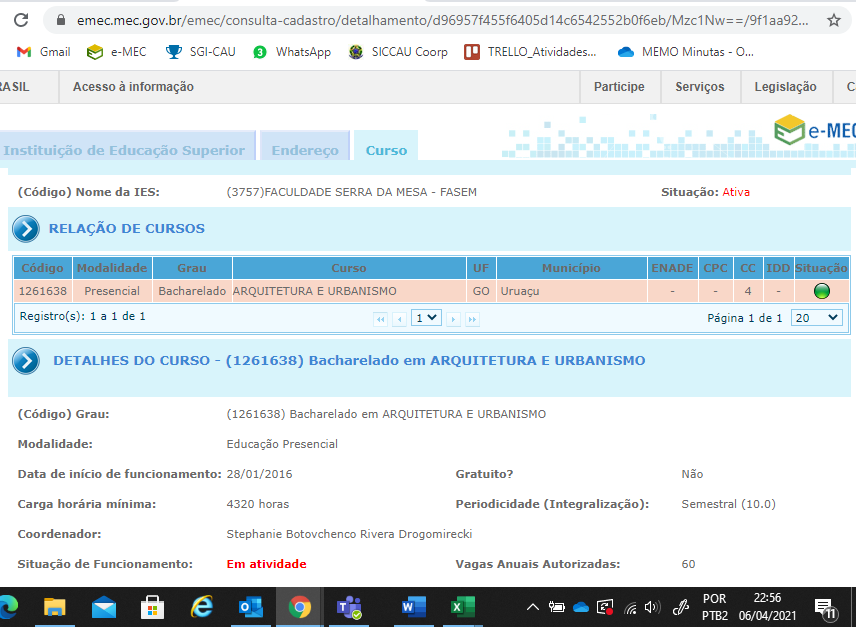 emec.mec.gov.br/emec/consulta-cadastro/detalhamento/d96957f455f6405d14c6542552b0f6eb/Mzc1Nw==/9f1aa92...
Gmail e-MEC SGI-CAU WhatsApp SICCAU Coorp TRELLO_Atividades... MEMO Minutas - O...
RASIL Acesso à informação Participe Serviços Legislação C
e-MEC
Instituição de Educação Superior Endereço Curso
(Código) Nome da IES: (3757)FACULDADE SERRA DA MESA - FASEM Situação: Ativa
RELAÇÃO DE CURSOS
Código Modalidade Grau Curso UF Município ENADE CPC CC IDD Situação
1261638 Presencial Bacharelado ARQUITETURA E URBANISMO GO Uruaçu - - 4 -
Registro(s): 1 a 1 de 1 1 Página 1 de 1 20
DETALHES DO CURSO - (1261638) Bacharelado em ARQUITETURA E URBANISMO
(Código) Grau: (1261638) Bacharelado em ARQUITETURA E URBANISMO
Modalidade: Educação Presencial
Data de início de funcionamento: 28/01/2016 Gratuito? Não
Carga horária mínima: 4320 horas Periodicidade (Integralização): Semestral (10.0)
Coordenador: Stephanie Botovchenco Rivera Drogomirecki
Situação de Funcionamento: Em atividade Vagas Anuais Autorizadas: 60
POR 22:56
PTB2 06/04/2021 11